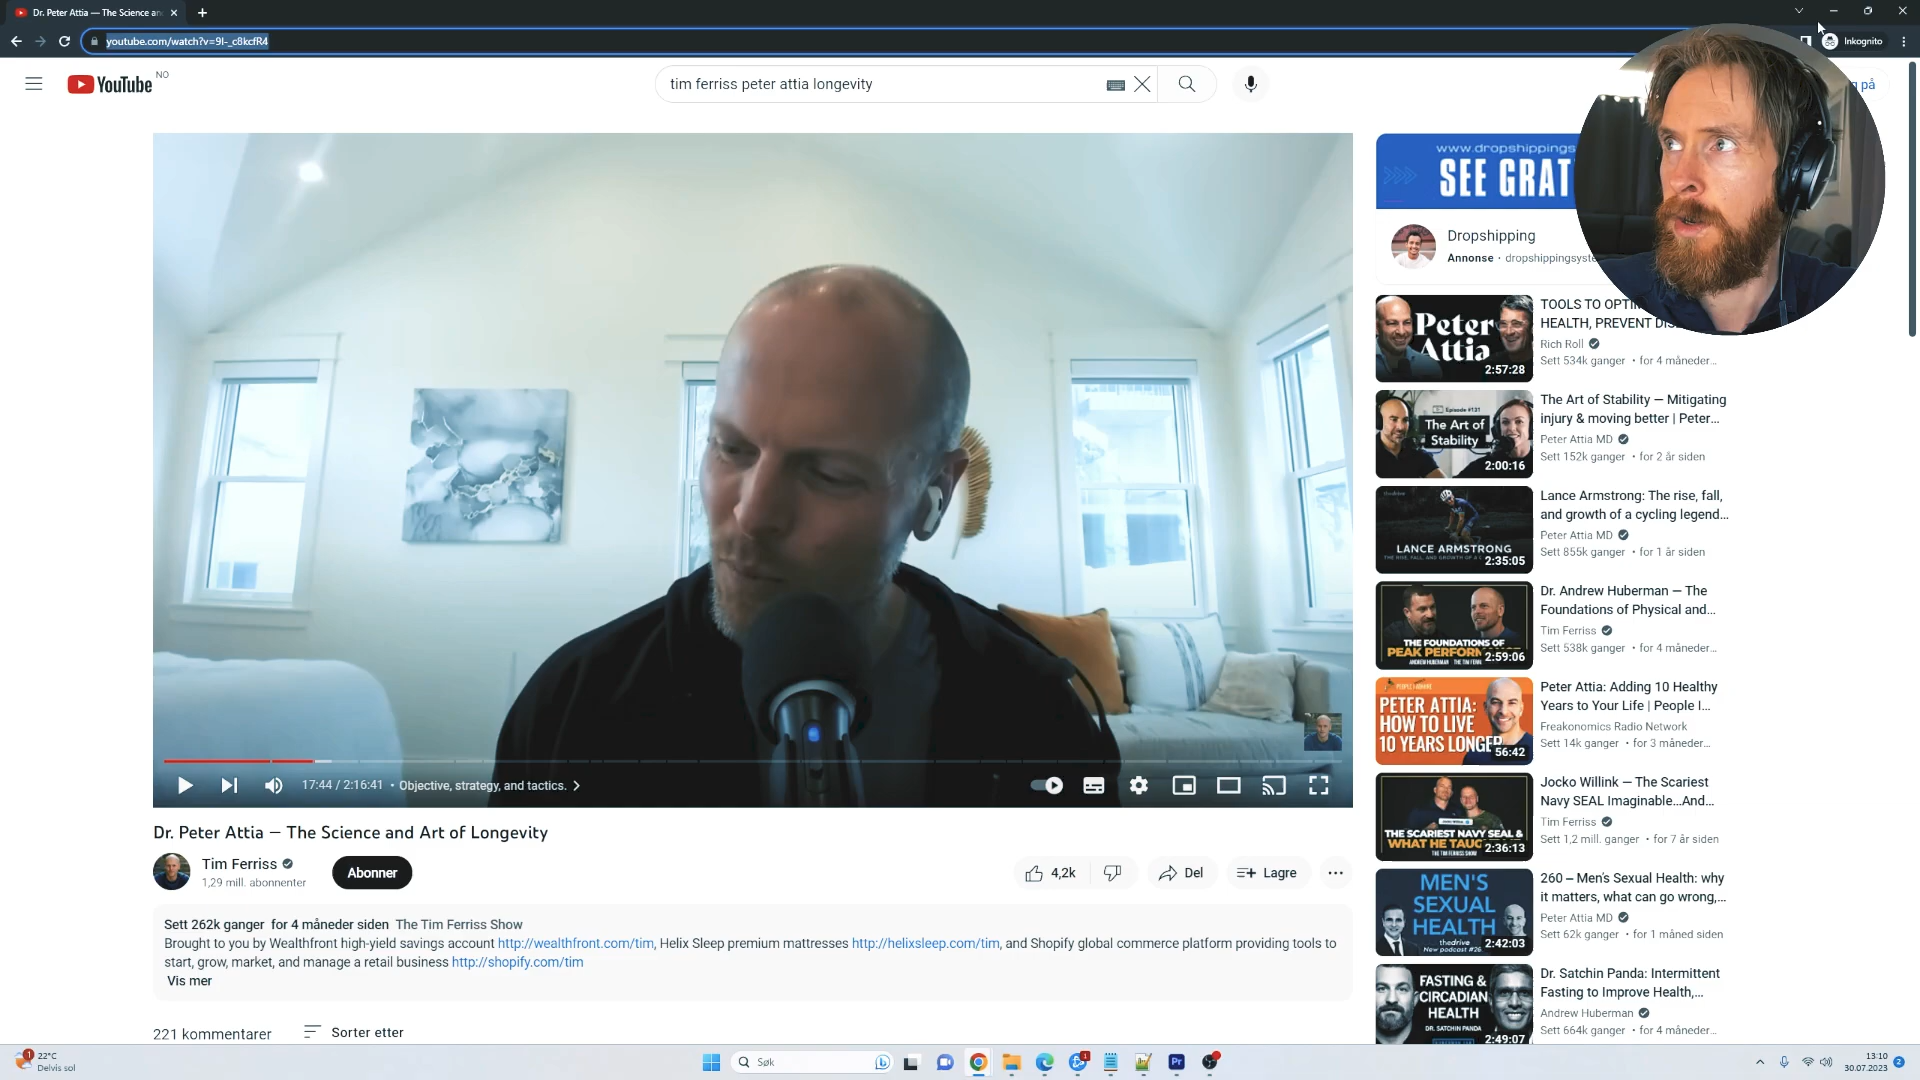 Dr. Peter Attia — The Science an
youtube.com/watch?v=9I-_c8kcfR4
Inkognito
YouTube NO
tim ferriss peter attia longevity
www.dropshippings
SEE GRAT
Dropshipping
Annonse · dropshippingsyste
Peter Attia
2:57:28
TOOLS TO OPTI
HEALTH, PREVENT DIS
Rich Roll
Sett 534k ganger • for 4 måneder...
Episode #131
The Art of
Stability
2:00:16
The Art of Stability — Mitigating
injury & moving better | Peter...
Peter Attia MD
Sett 152k ganger • for 2 år siden
LANCE ARMSTRONG
2:35:05
Lance Armstrong: The rise, fall,
and growth of a cycling legend...
Peter Attia MD
Sett 855k ganger • for 1 år siden
THE FOUNDATIONS OF
PEAK PERFORM
2:59:06
Dr. Andrew Huberman — The
Foundations of Physical and...
Tim Ferriss
Sett 538k ganger • for 4 måneder...
PETER ATTIA:
HOW TO LIVE
10 YEARS LONGER
56:42
Peter Attia: Adding 10 Healthy
Years to Your Life | People I...
Freakonomics Radio Network
Sett 14k ganger • for 3 måneder...
THE SCARIEST NAVY SEAL &
WHAT HE TAUG
2:36:13
Jocko Willink — The Scariest
Navy SEAL Imaginable...And...
Tim Ferriss
Sett 1,2 mill. ganger • for 7 år siden
MEN'S
SEXUAL
HEALTH
thedrive
New podcast #26
2:42:03
260 – Men's Sexual Health: why
it matters, what can go wrong,...
Peter Attia MD
Sett 62k ganger • for 1 måned siden
FASTING &
CIRCADIAN
HEALTH
DR. SATCHIN PANDA
2:49:07
Dr. Satchin Panda: Intermittent
Fasting to Improve Health,...
Andrew Huberman
Sett 664k ganger • for 4 måneder...
17:44 / 2:16:41 • Objective, strategy, and tactics.
Dr. Peter Attia — The Science and Art of Longevity
Tim Ferriss
1,29 mill. abonnenter
Abonner
4,2k
Del
Lagre
Sett 262k ganger for 4 måneder siden The Tim Ferriss Show
Brought to you by Wealthfront high-yield savings account http://wealthfront.com/tim, Helix Sleep premium mattresses http://helixsleep.com/tim, and Shopify global commerce platform providing tools to
start, grow, market, and manage a retail business http://shopify.com/tim
Vis mer
221 kommentarer
Sorter etter
1
22°C
Delvis sol
Søk
1
Pr
13:10
30.07.2023
2